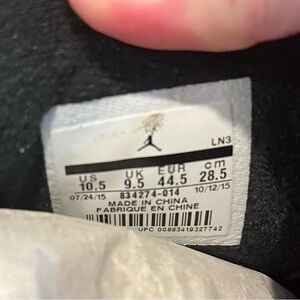 LN3
US UK EUR cm
10.5 9.5 44.5 28.5
07/24/15 834274-014 10/12/15
MADE IN CHINA
FABRIQUE EN CHINE
UPC 00883419327742